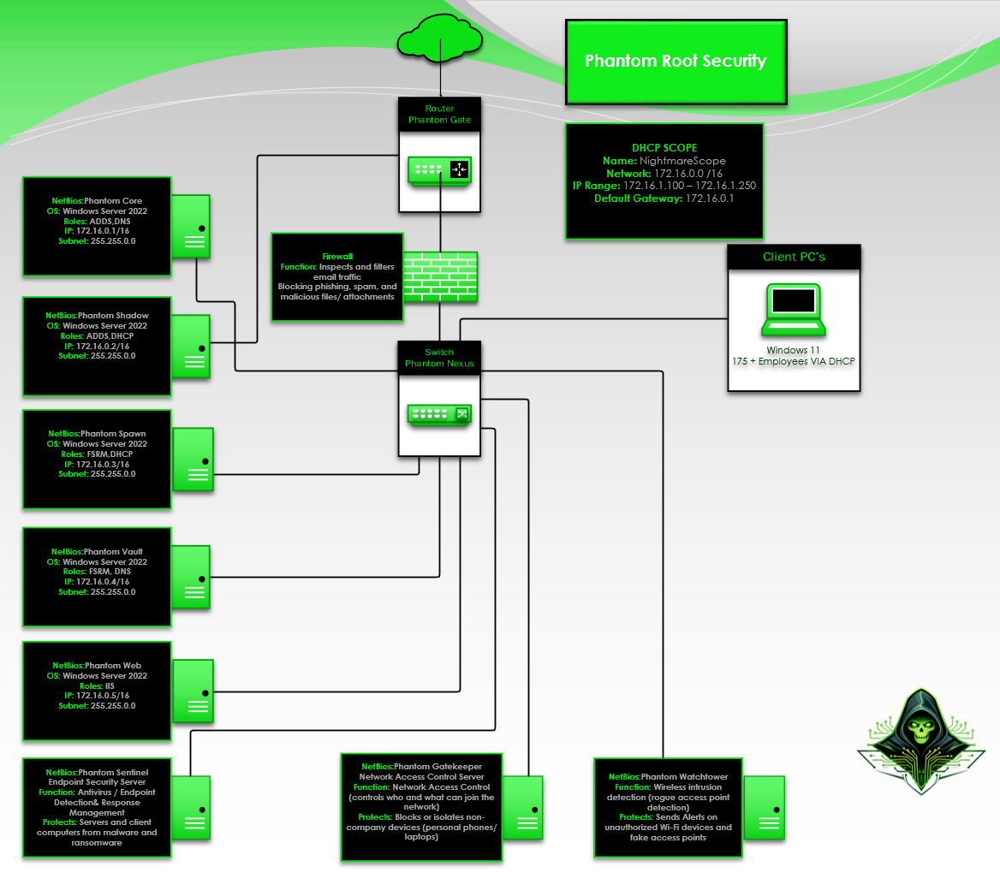 Phantom Root Security
Router
Phantom Gate
DHCP SCOPE
Name: NightmareScope
Network: 172.16.0.0 /16
IP Range: 172.16.1.100 – 172.16.1.250
Default Gateway: 172.16.0.1
NetBios:Phantom Core
OS: Windows Server 2022
Roles: ADDS,DNS
IP: 172.16.0.1/16
Subnet: 255.255.0.0
Firewall
Function: Inspects and filters
email traffic
Blocking phishing, spam, and
malicious files/ attachments
Client PC's
Windows 11
175 + Employees VIA DHCP
NetBios:Phantom Shadow
OS: Windows Server 2022
Roles: ADDS,DHCP
IP: 172.16.0.2/16
Subnet: 255.255.0.0
Switch
Phantom Nexus
NetBios:Phantom Spawn
OS: Windows Server 2022
Roles: FSRM,DHCP
IP: 172.16.0.3/16
Subnet: 255.255.0.0
NetBios:Phantom Vault
OS: Windows Server 2022
Roles: FSRM, DNS
IP: 172.16.0.4/16
Subnet: 255.255.0.0
NetBios:Phantom Web
OS: Windows Server 2022
Roles: IIS
IP: 172.16.0.5/16
Subnet: 255.255.0.0
NetBios:Phantom Sentinel
Endpoint Security Server
Function: Antivirus / Endpoint
Detection& Response
Management
Protects: Servers and client
computers from malware and
ransomware
NetBios:Phantom Gatekeeper
Network Access Control Server
Function: Network Access Control
(controls who and what can join the
network)
Protects: Blocks or isolates non-
company devices (personal phones/
laptops)
NetBios:Phantom Watchtower
Function: Wireless intrusion
detection (rogue access point
detection)
Protects: Sends Alerts on
unauthorized Wi-Fi devices and
fake access points